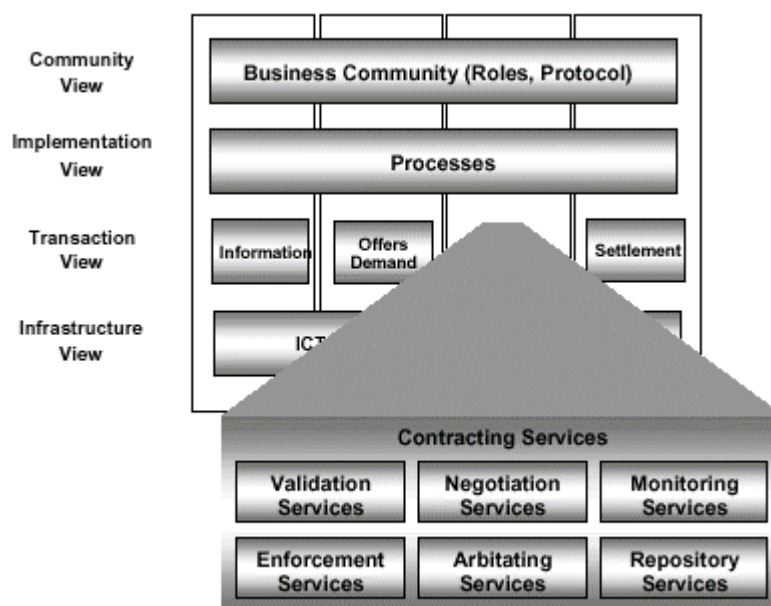 Community
View
Business Community (Roles, Protocol)
Implementation
View
Processes
Transaction
View
Information
Offers
Demand
Settlement
Infrastructure
View
ICT
Contracting Services
Validation
Services
Negotiation
Services
Monitoring
Services
Enforcement
Services
Arbitating
Services
Repository
Services